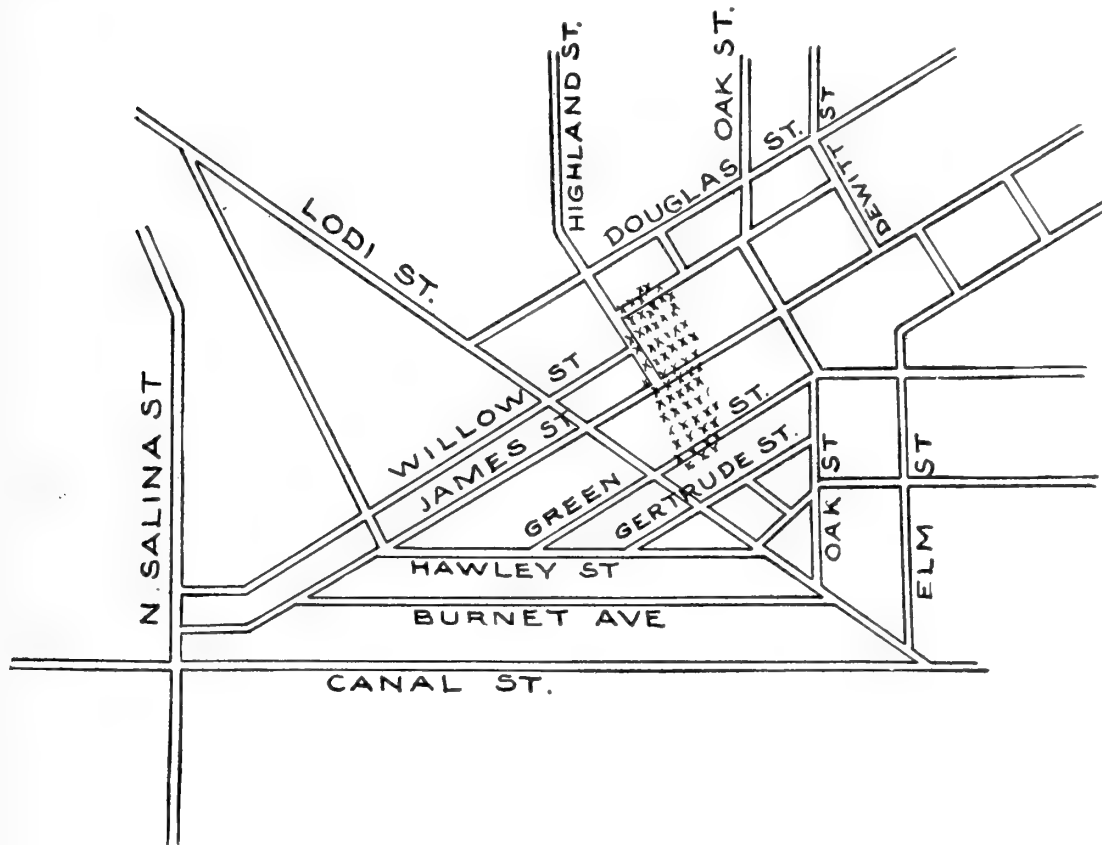 HIGHLAND ST.
OAK ST.
ST
DOUGLAS ST.
DEWITT
LODI ST.
WILLOW ST
JAMES ST
N. SALINA ST
GREEN ST.
GERTRUDE ST.
OAK ST
ELM ST
HAWLEY ST
BURNET AVE
CANAL ST.